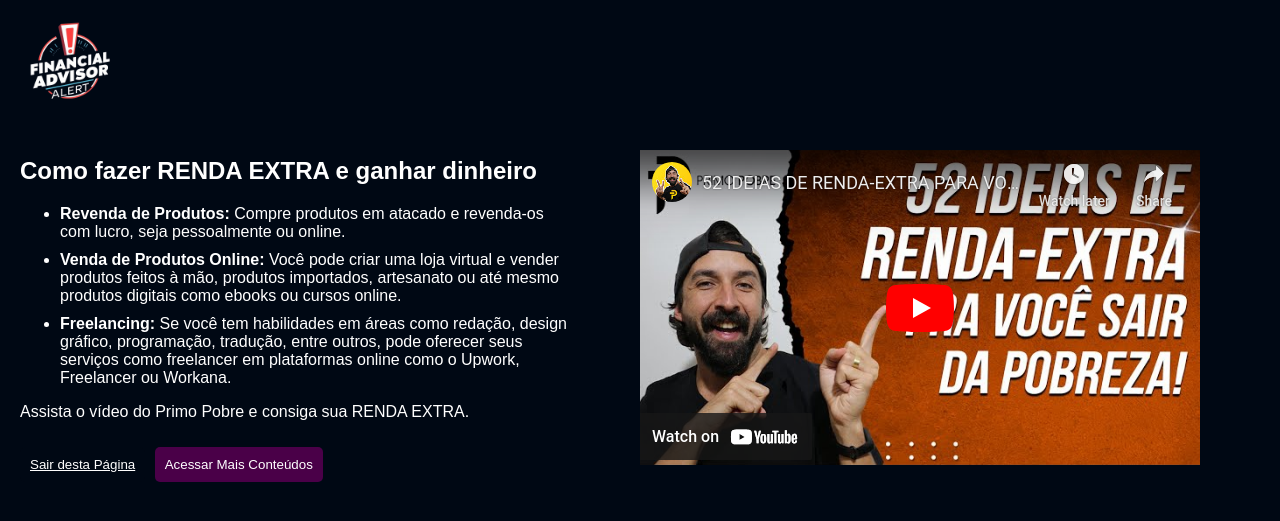 FINANCIAL
ADVISOR
ALERT
Como fazer RENDA EXTRA e ganhar dinheiro
Revenda de Produtos: Compre produtos em atacado e revenda-os
com lucro, seja pessoalmente ou online.
Venda de Produtos Online: Você pode criar uma loja virtual e vender
produtos feitos à mão, produtos importados, artesanato ou até mesmo
produtos digitais como ebooks ou cursos online.
Freelancing: Se você tem habilidades em áreas como redação, design
gráfico, programação, tradução, entre outros, pode oferecer seus
serviços como freelancer em plataformas online como o Upwork,
Freelancer ou Workana.
Assista o vídeo do Primo Pobre e consiga sua RENDA EXTRA.
Sair desta Página
Acessar Mais Conteúdos
52 IDEIAS DE RENDA-EXTRA PARA VO...
Watch later
Share
52 IDEIAS DE
RENDA-EXTRA
PRA VOCÊ SAIR
DA POBREZA!
Watch on YouTube